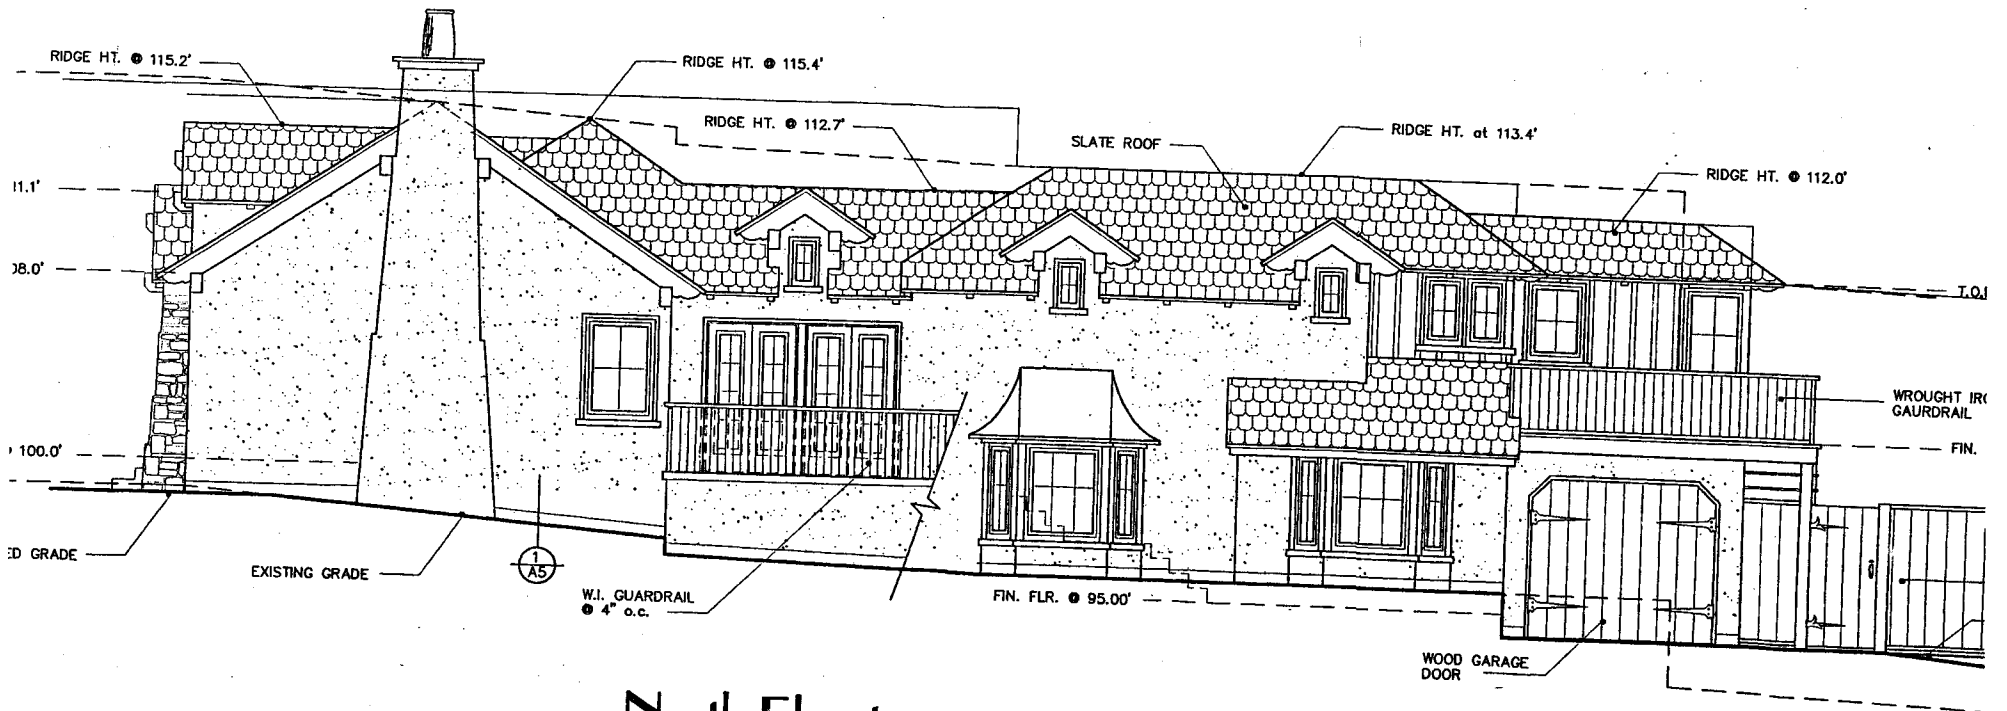 RIDGE HT. @ 115.2'
RIDGE HT. @ 115.4'
RIDGE HT. @ 112.7'
SLATE ROOF
RIDGE HT. at 113.4'
RIDGE HT. @ 112.0'
11.1'
08.0'
T.O.
WROUGHT IR
GAURDRAIL
100.0'
FIN.
ED GRADE
EXISTING GRADE
1
A5
W.I. GUARDRAIL
@ 4" o.c.
FIN. FLR. @ 95.00'
WOOD GARAGE
DOOR